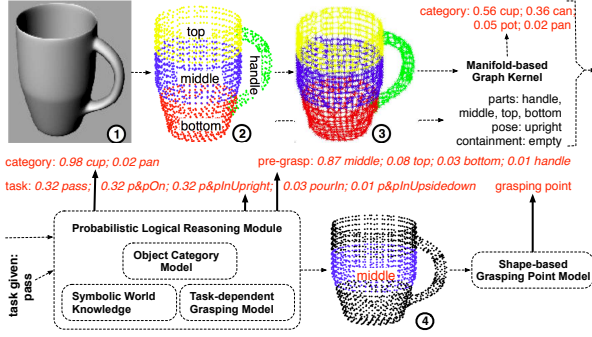 category: 0.56 cup; 0.36 can;
0.05 pot; 0.02 pan
top
middle
bottom
handle
1
2
3
Manifold-based
Graph Kernel
parts: handle,
middle, top, bottom
pose: upright
containment: empty
category: 0.98 cup; 0.02 pan
pre-grasp: 0.87 middle; 0.08 top; 0.03 bottom; 0.01 handle
task: 0.32 pass; 0.32 p&pOn; 0.32 p&pInUpright; 0.03 pourIn; 0.01 p&pInUpsidedown
grasping point
Probabilistic Logical Reasoning Module
Object Category
Model
Symbolic World
Knowledge
Task-dependent
Grasping Model
task given:
pass
middle
4
Shape-based
Grasping Point Model